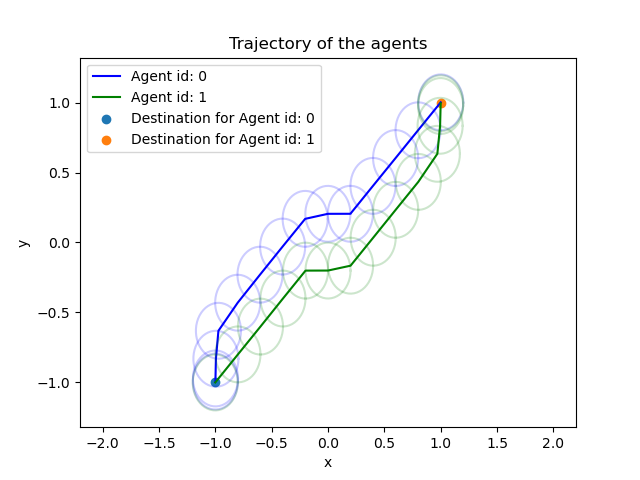 Trajectory of the agents
Agent id: 0
Agent id: 1
Destination for Agent id: 0
Destination for Agent id: 1
1.0
0.5
0.0
−0.5
−1.0
y
−2.0 −1.5 −1.0 −0.5 0.0 0.5 1.0 1.5 2.0
x